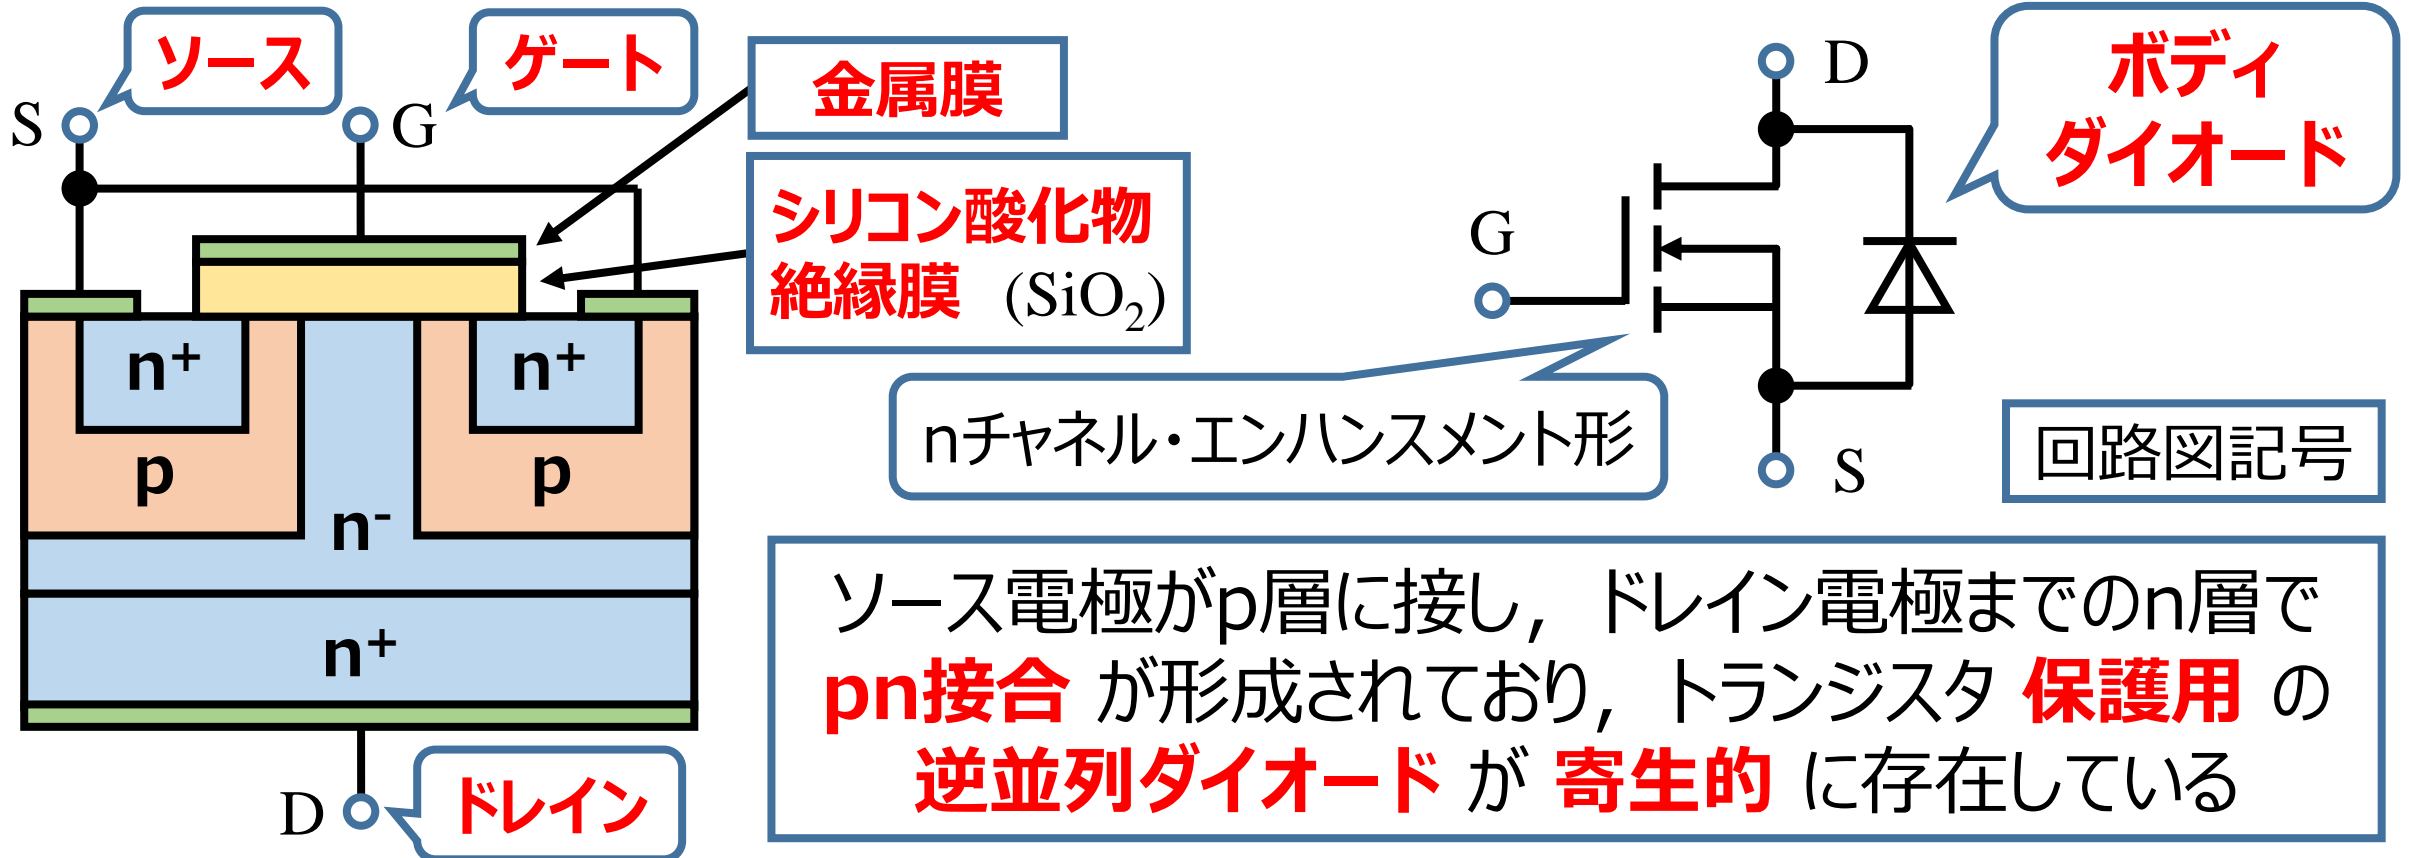 ソース
ゲート
S
G
金属膜
シリコン酸化物
絶縁膜 (SiO₂)
n⁺
n⁺
p
p
n⁻
n⁺
D
ドレイン
D
ボディ
ダイオード
G
nチャネル・エンハンスメント形
S
回路図記号
ソース電極がp層に接し，ドレイン電極までのn層で
pn接合 が形成されており，トランジスタ 保護用 の
逆並列ダイオード が 寄生的 に存在している